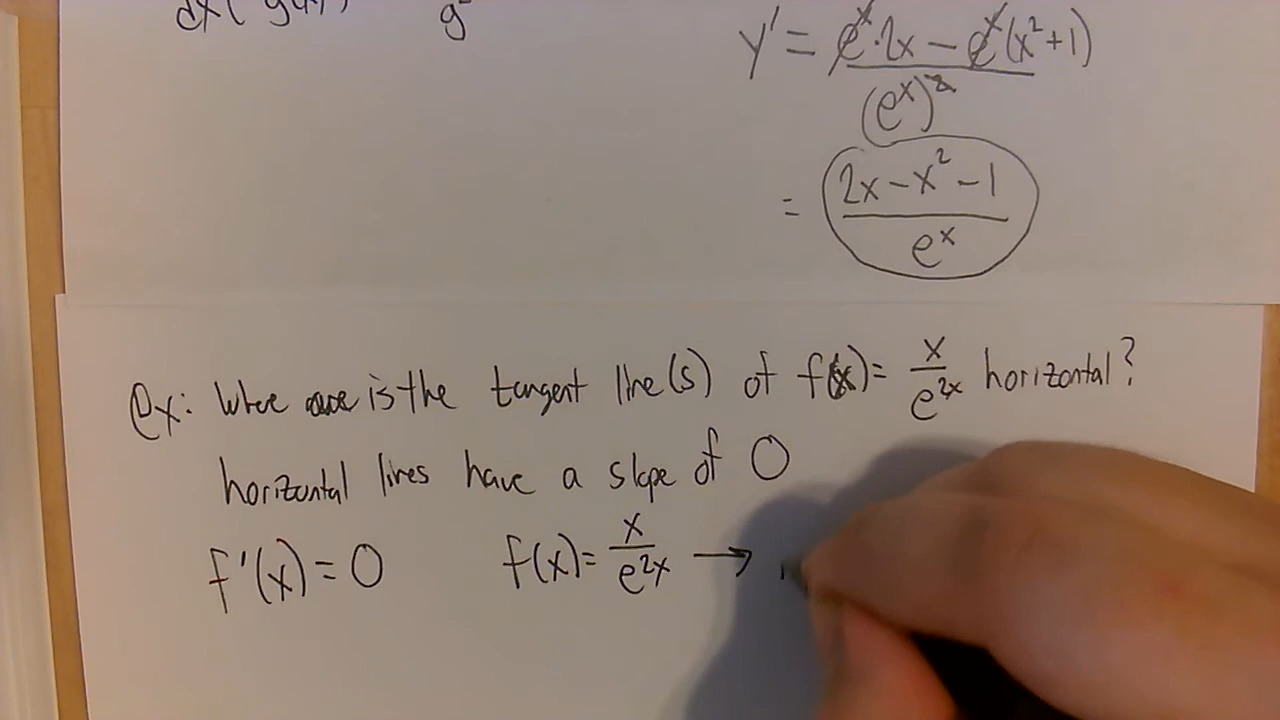 y' = e^x·2x − e^x(x²+1) / (e^x)²
= 2x − x² − 1 / e^x
Ex: Where is the tangent line(s) of f(x) = x/e^2x horizontal?
horizontal lines have a slope of 0
f'(x) = 0 f(x) = x/e^2x →